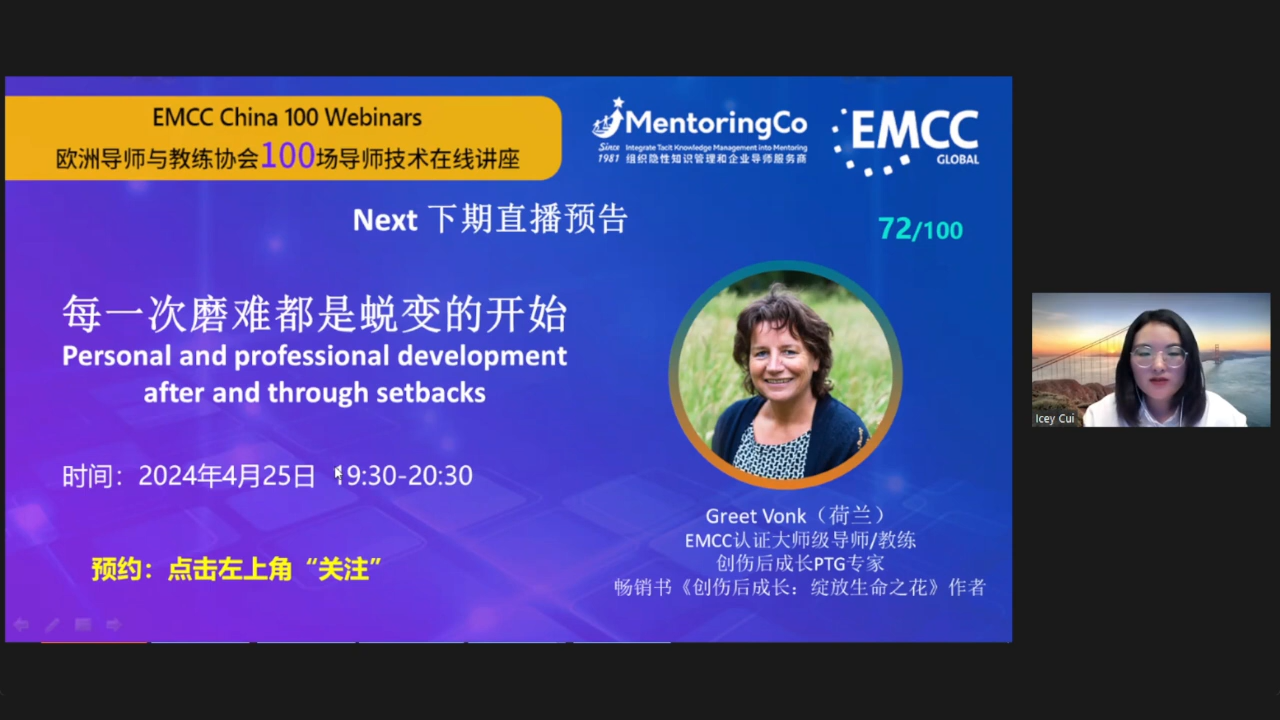 EMCC China 100 Webinars
欧洲导师与教练协会100场导师技术在线讲座
MentoringCo
Since 1981
Integrate Tacit Knowledge Management into Mentoring
组织隐性知识管理和企业导师服务商
EMCC
GLOBAL
Next 下期直播预告
72/100
每一次磨难都是蜕变的开始
Personal and professional development
after and through setbacks
时间：2024年4月25日 19:30-20:30
预约：点击左上角“关注”
Greet Vonk（荷兰）
EMCC认证大师级导师/教练
创伤后成长PTG专家
畅销书《创伤后成长：绽放生命之花》作者
Icey Cui